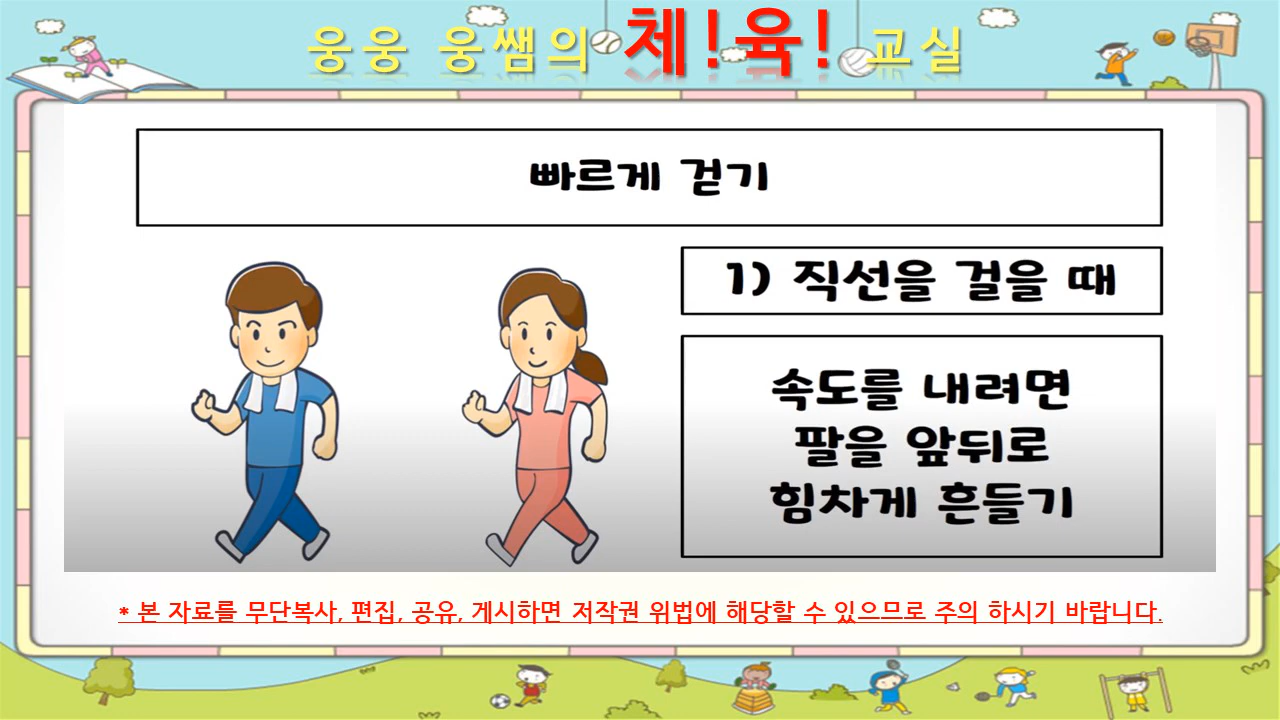 웅웅 웅쌤의 체!육! 교실
빠르게 걷기
1) 직선을 걸을 때
속도를 내려면
팔을 앞뒤로
힘차게 흔들기
* 본 자료를 무단복사, 편집, 공유, 게시하면 저작권 위법에 해당할 수 있으므로 주의 하시기 바랍니다.